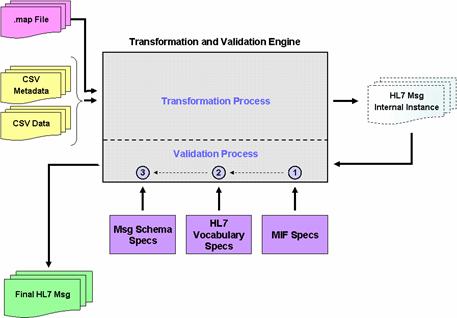 .map File
Transformation and Validation Engine
CSV
Metadata
CSV Data
Transformation Process
HL7 Msg
Internal Instance
Validation Process
3
2
1
Msg Schema
Specs
HL7
Vocabulary
Specs
MIF Specs
Final HL7 Msg